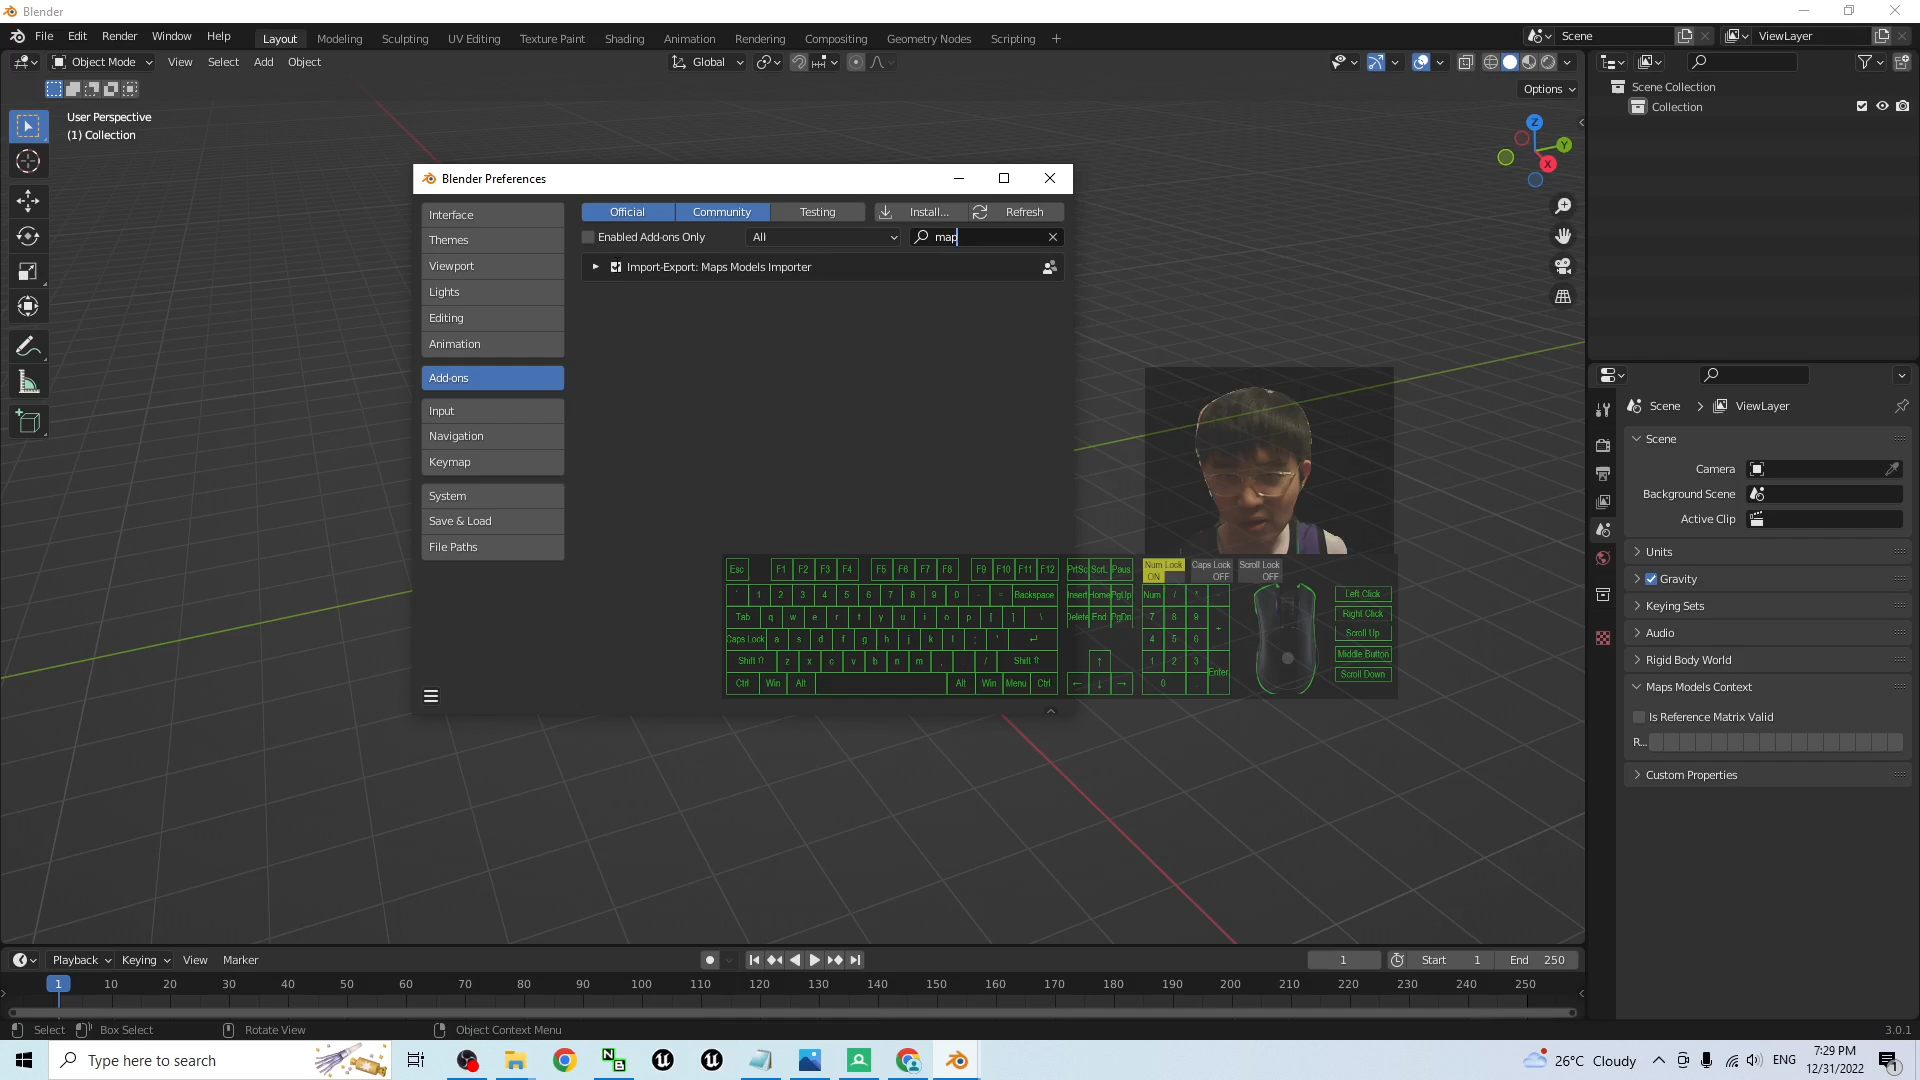 Blender
File Edit Render Window Help Layout Modeling Sculpting UV Editing Texture Paint Shading Animation Rendering Compositing Geometry Nodes Scripting + Scene ViewLayer
Object Mode View Select Add Object Global
Options
User Perspective
(1) Collection
Z
Y
X
Scene Collection
Collection
Blender Preferences
Interface
Themes
Viewport
Lights
Editing
Animation
Add-ons
Input
Navigation
Keymap
System
Save & Load
File Paths
Official Community Testing Install... Refresh
Enabled Add-ons Only All map
Import-Export: Maps Models Importer
Esc F1 F2 F3 F4 F5 F6 F7 F8 F9 F10 F11 F12 PrtSc ScrL Paus
Num Lock ON Caps Lock OFF Scroll Lock OFF
` 1 2 3 4 5 6 7 8 9 0 - = Backspace Insert Home PgUp Num / * -
Tab q w e r t y u i o p [ ] \ Delete End PgDn 7 8 9 +
Caps Lock a s d f g h j k l ; ' ↵ 4 5 6
Shift ⇧ z x c v b n m , / Shift ⇧ ↑ 1 2 3 Enter
Ctrl Win Alt Alt Win Menu Ctrl ← ↓ → 0 .
Left Click
Right Click
Scroll Up
Middle Button
Scroll Down
Scene > ViewLayer
Scene
Camera
Background Scene
Active Clip
Units
Gravity
Keying Sets
Audio
Rigid Body World
Maps Models Context
Is Reference Matrix Valid
R...
Custom Properties
Playback Keying View Marker 1 Start 1 End 250
1 10 20 30 40 50 60 70 80 90 100 110 120 130 140 150 160 170 180 190 200 210 220 230 240 250
Select Box Select Rotate View Object Context Menu 3.0.1
Type here to search 26°C Cloudy ENG 7:29 PM
12/31/2022 1